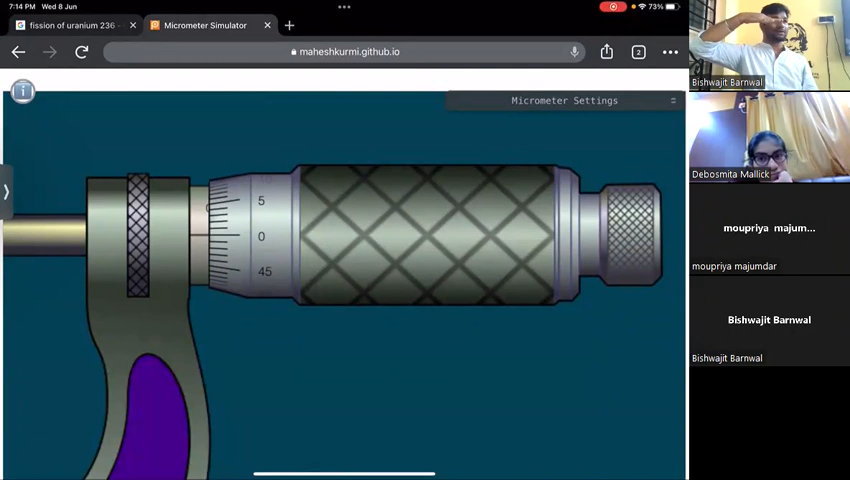 7:14 PM Wed 8 Jun
73%
fission of uranium 236 -
Micrometer Simulator
maheshkurmi.github.io
2
Micrometer Settings
5
0
45
Bishwajit Barnwal
Debosmita Mallick
moupriya majum...
moupriya majumdar
Bishwajit Barnwal
Bishwajit Barnwal